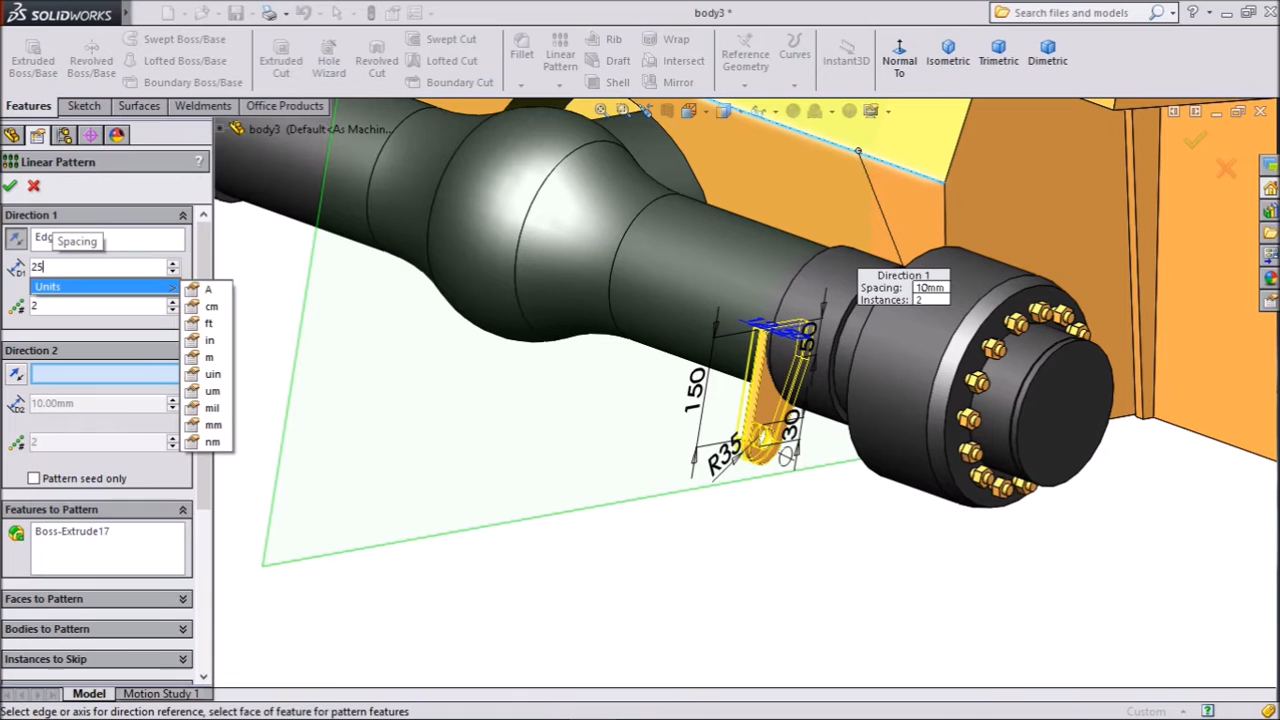 SOLIDWORKS
body3 *
Search files and models
Extruded Boss/Base
Revolved Boss/Base
Swept Boss/Base
Lofted Boss/Base
Boundary Boss/Base
Extruded Cut
Hole Wizard
Revolved Cut
Swept Cut
Lofted Cut
Boundary Cut
Fillet
Linear Pattern
Rib
Draft
Shell
Wrap
Intersect
Mirror
Reference Geometry
Curves
Instant3D
Normal To
Isometric
Trimetric
Dimetric
Features
Sketch
Surfaces
Weldments
Office Products
body3 (Default<As Machin...
Linear Pattern
?
Direction 1
Edg
Spacing
D1
25
Units
2
A
cm
ft
in
m
uin
um
mil
mm
nm
Direction 2
D2
10.00mm
2
Pattern seed only
Features to Pattern
Boss-Extrude17
Faces to Pattern
Bodies to Pattern
Instances to Skip
Direction 1
Spacing: 10mm
Instances: 2
150
50
R35
∅30
Model
Motion Study 1
Select edge or axis for direction reference, select face of feature for pattern features
Custom